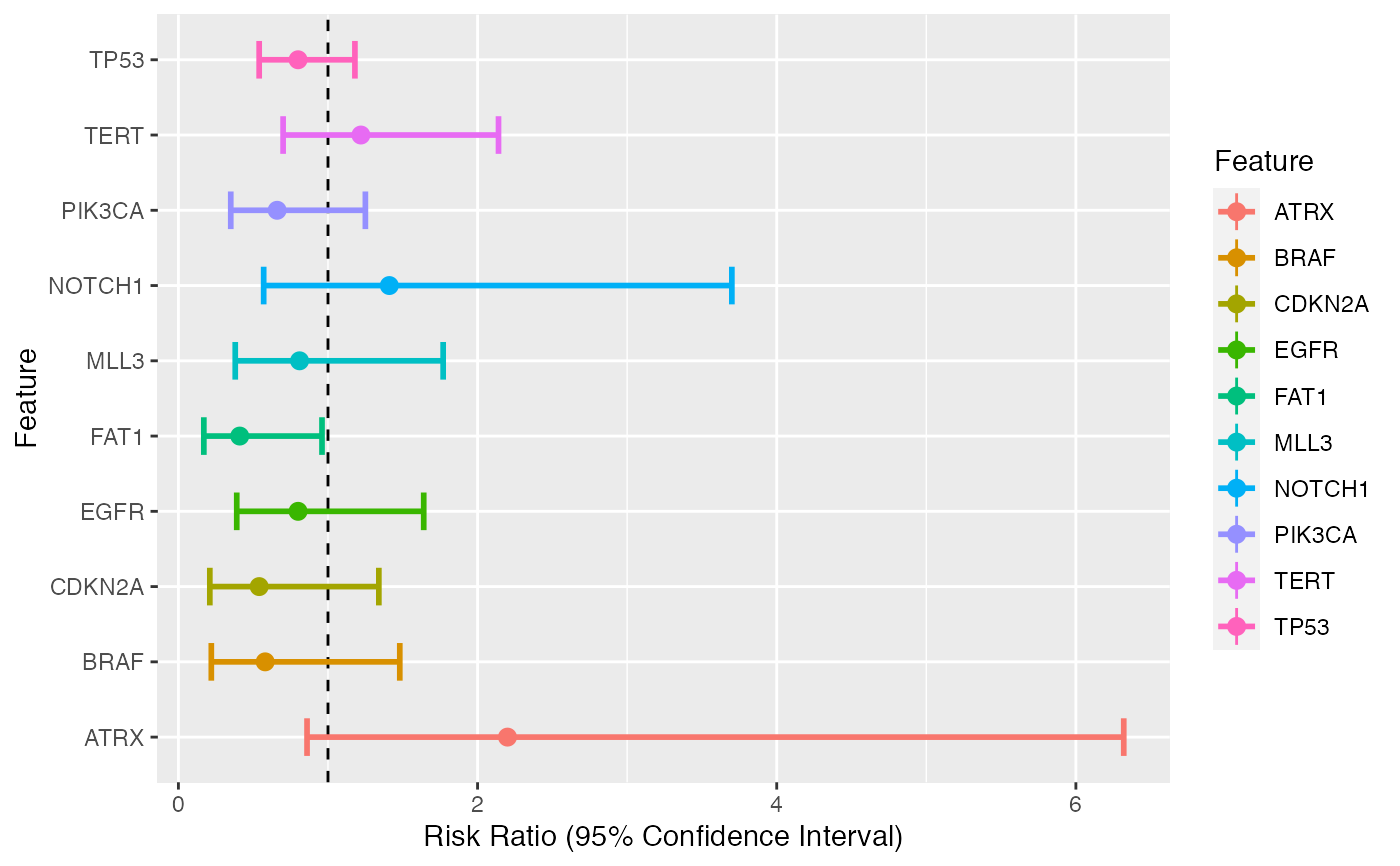 TP53
TERT
PIK3CA
NOTCH1
MLL3
FAT1
EGFR
CDKN2A
BRAF
ATRX
Feature
0
2
4
6
Risk Ratio (95% Confidence Interval)
Feature
ATRX
BRAF
CDKN2A
EGFR
FAT1
MLL3
NOTCH1
PIK3CA
TERT
TP53